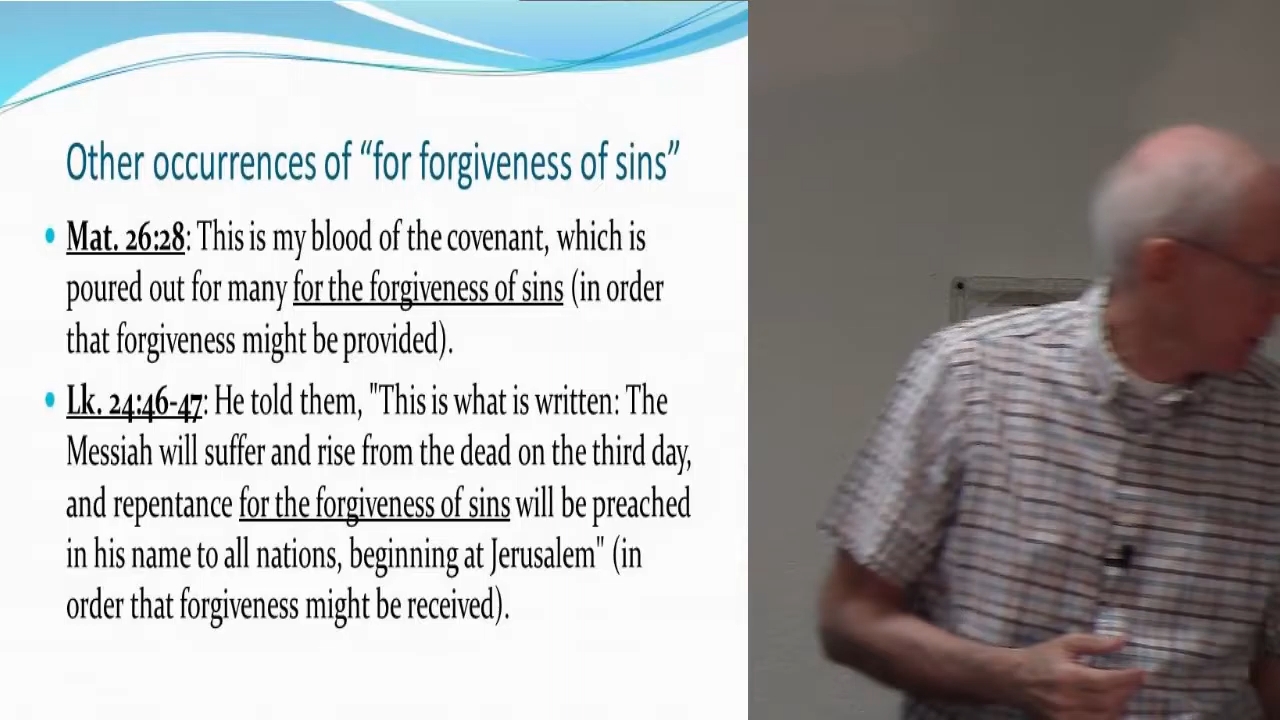 Other occurrences of “for forgiveness of sins”
• Mat. 26:28: This is my blood of the covenant, which is
poured out for many for the forgiveness of sins (in order
that forgiveness might be provided).
• Lk. 24:46-47: He told them, "This is what is written: The
Messiah will suffer and rise from the dead on the third day,
and repentance for the forgiveness of sins will be preached
in his name to all nations, beginning at Jerusalem" (in
order that forgiveness might be received).